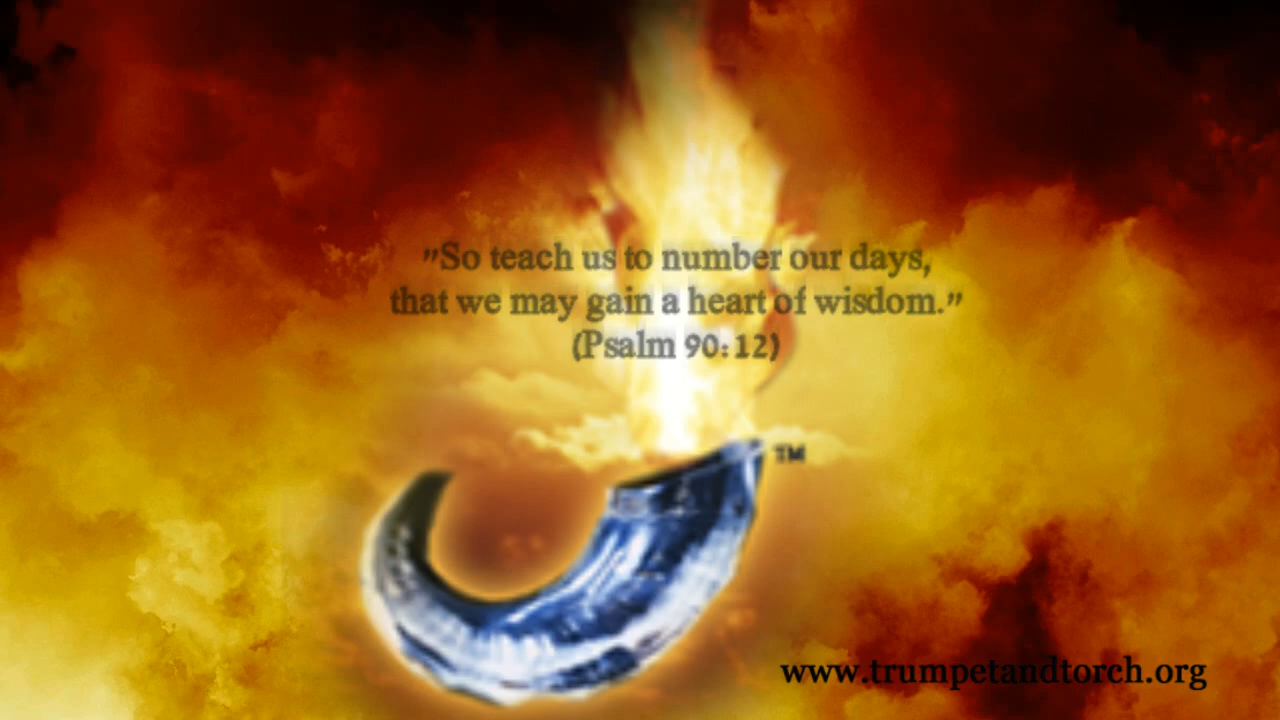 "So teach us to number our days,
that we may gain a heart of wisdom."
(Psalm 90:12)
TM
www.trumpetandtorch.org